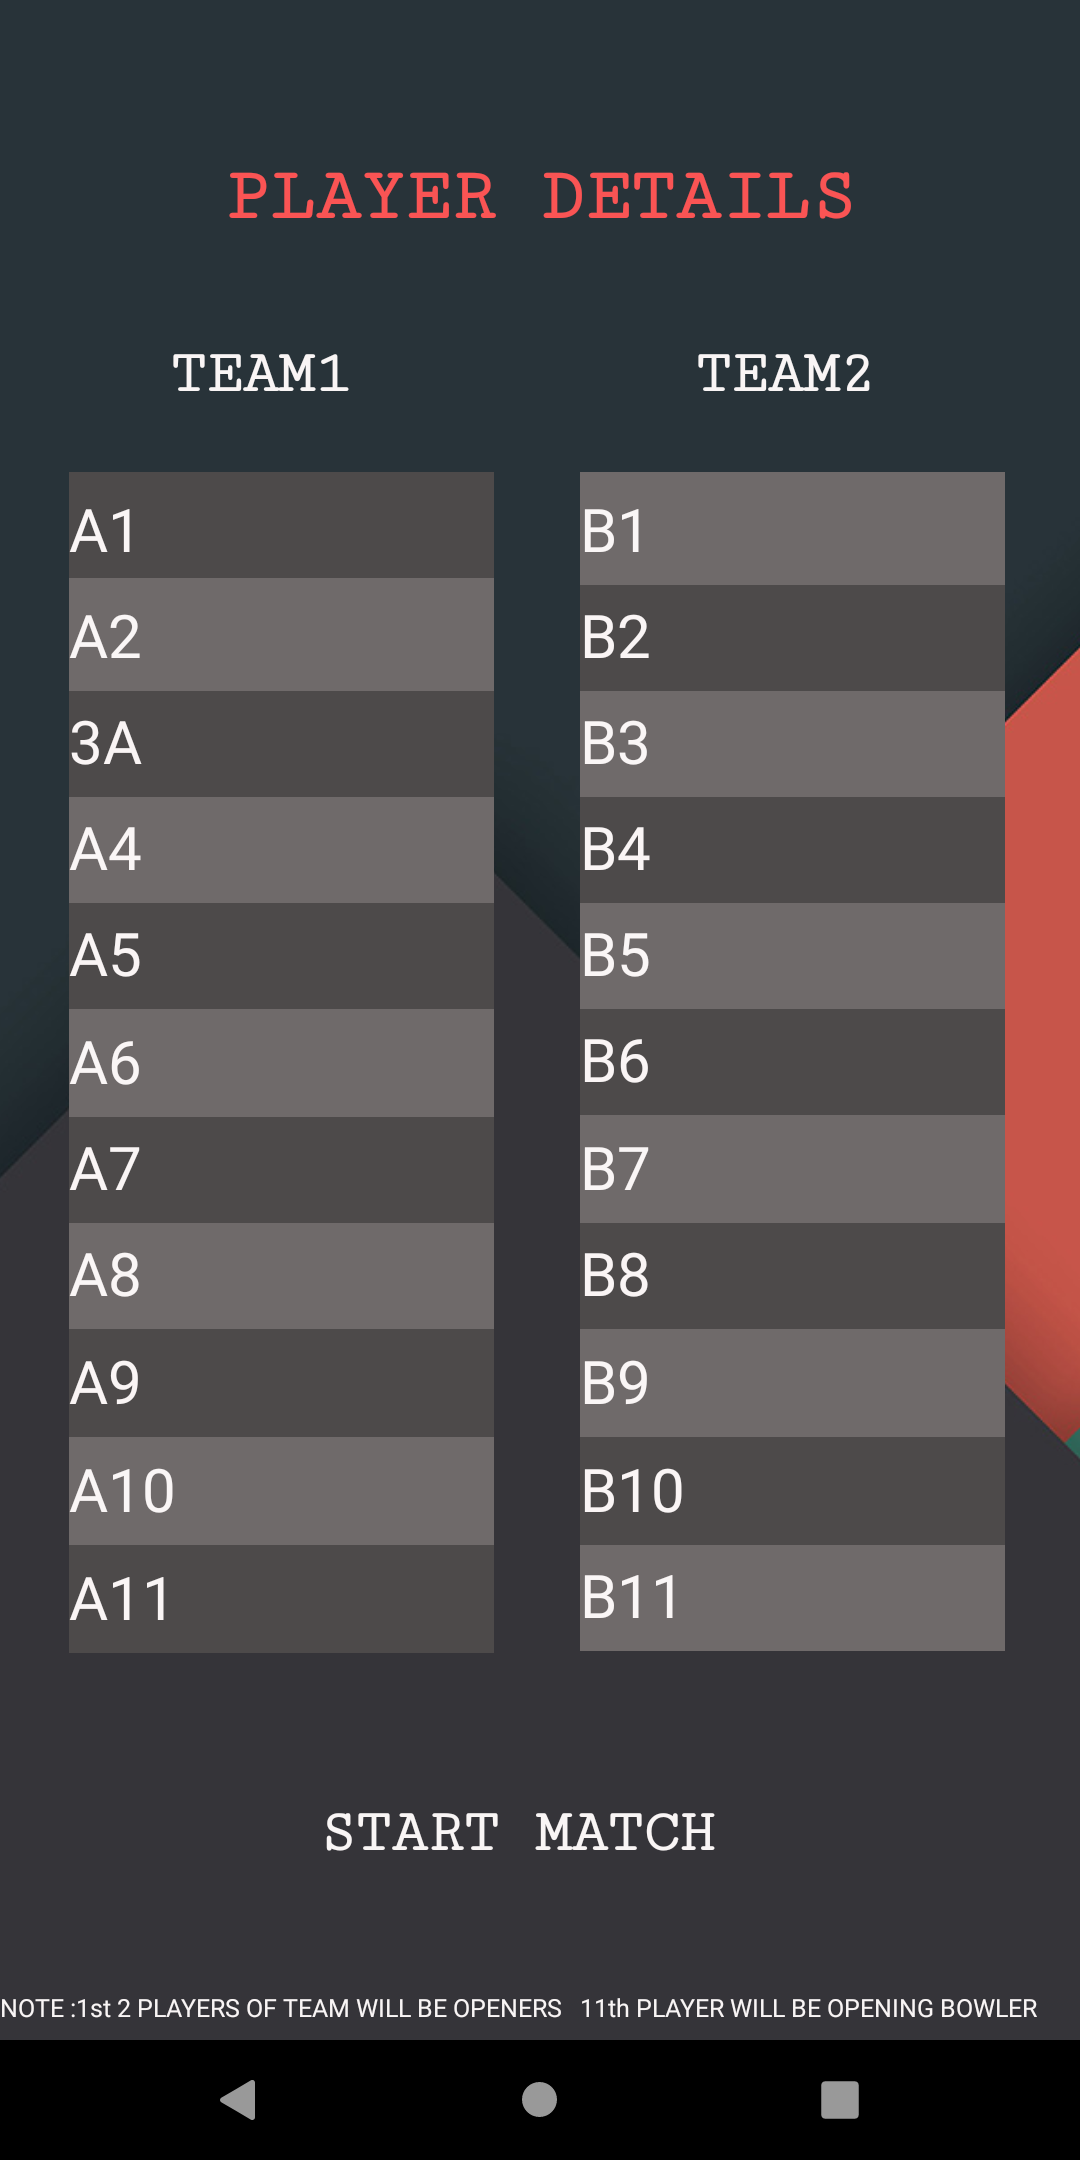 PLAYER DETAILS
TEAM1 TEAM2
A1 B1
A2 B2
3A B3
A4 B4
A5 B5
A6 B6
A7 B7
A8 B8
A9 B9
A10 B10
A11 B11
START MATCH
NOTE :1st 2 PLAYERS OF TEAM WILL BE OPENERS 11th PLAYER WILL BE OPENING BOWLER